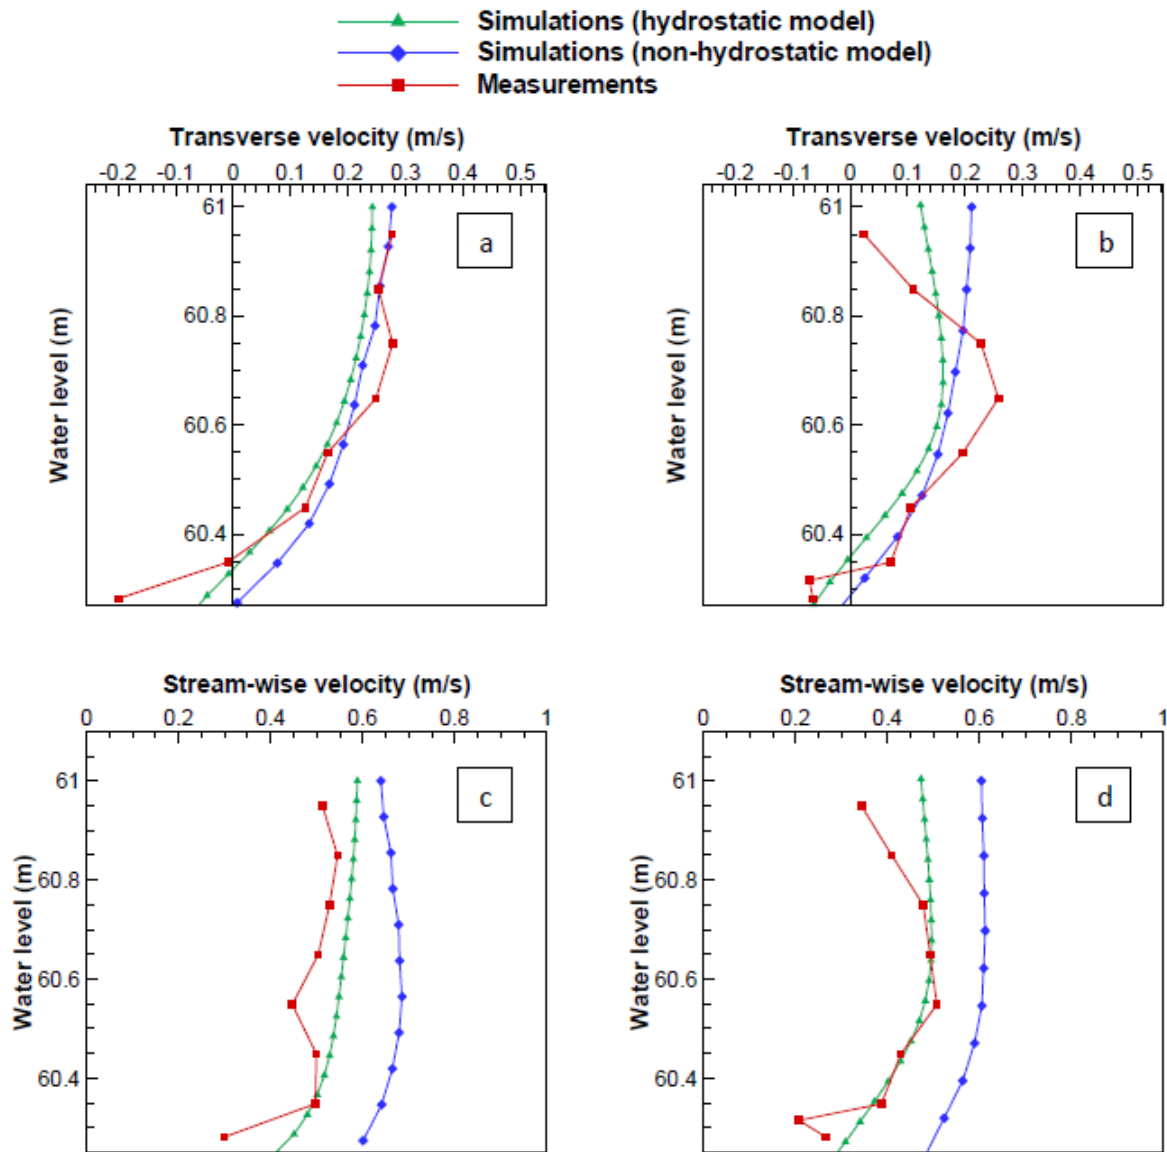 Simulations (hydrostatic model)
Simulations (non-hydrostatic model)
Measurements
Transverse velocity (m/s)
-0.2 -0.1 0 0.1 0.2 0.3 0.4 0.5
61
60.8
60.6
60.4
Water level (m)
a
Transverse velocity (m/s)
-0.2 -0.1 0 0.1 0.2 0.3 0.4 0.5
61
60.8
60.6
60.4
Water level (m)
b
Stream-wise velocity (m/s)
0 0.2 0.4 0.6 0.8 1
61
60.8
60.6
60.4
Water level (m)
c
Stream-wise velocity (m/s)
0 0.2 0.4 0.6 0.8 1
61
60.8
60.6
60.4
Water level (m)
d